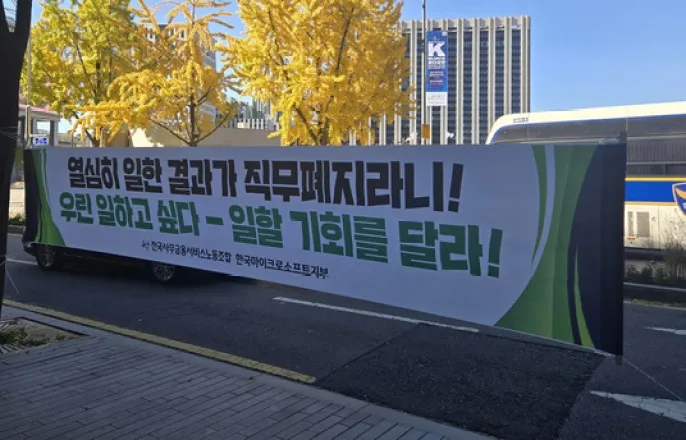 열심히 일한 결과가 직무폐지라니!
우린 일하고 싶다 – 일할 기회를 달라!
전국사무금융서비스노동조합 한국마이크로소프트지부
K